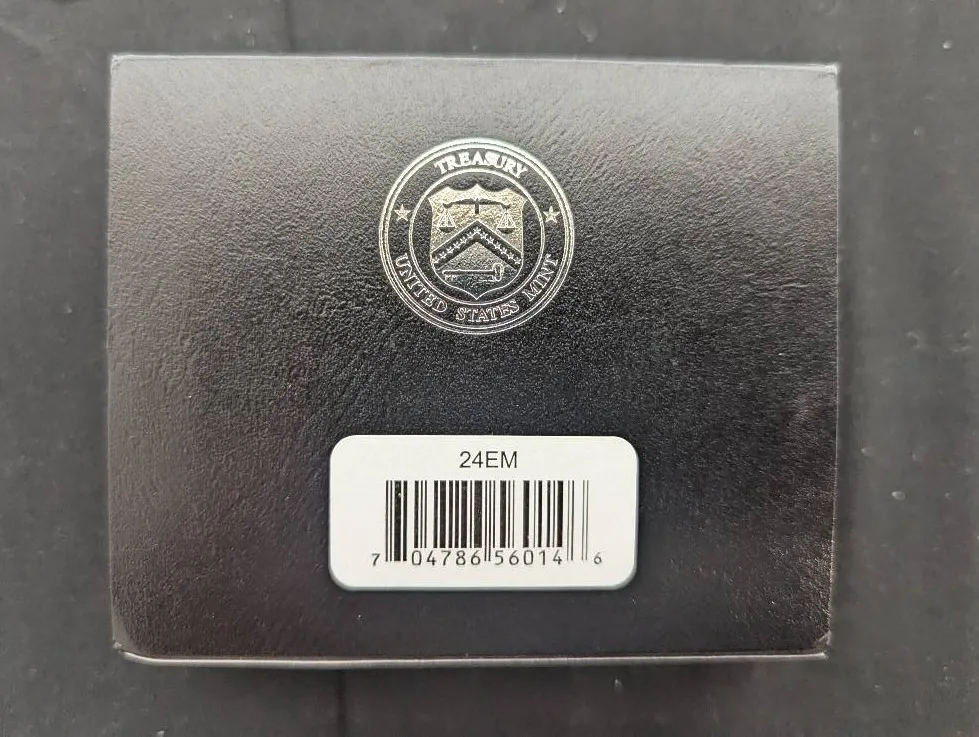 TREASURY
UNITED STATES MINT
24EM
7 04786 56014 6